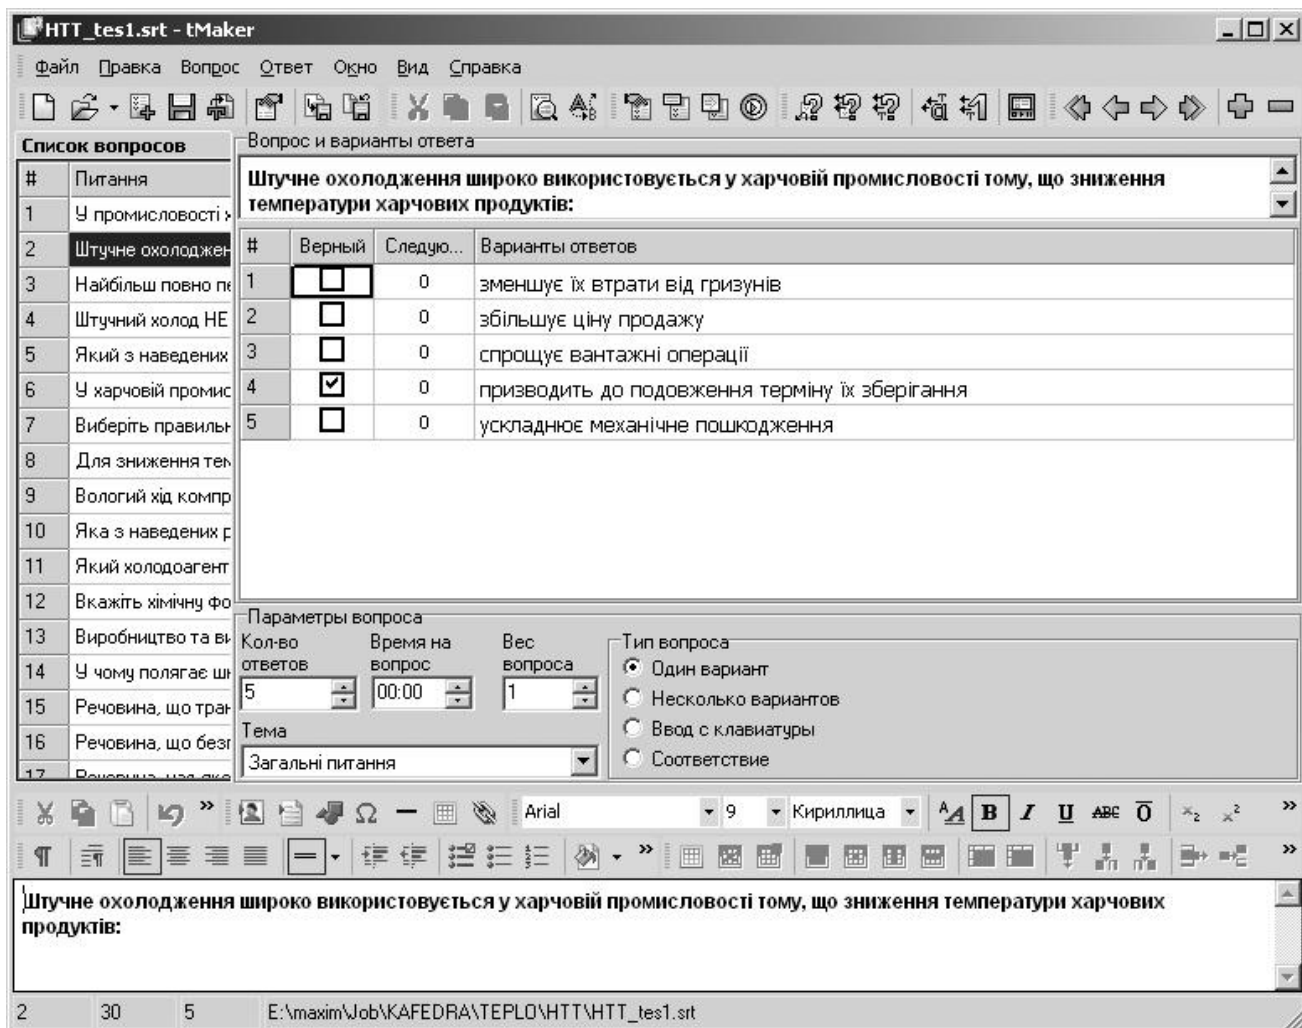 HTT_tes1.srt - tMaker
Файл Правка Вопрос Ответ Окно Вид Справка
Список вопросов
# Питання
1 У промисловості х
2 Штучне охолоджен
3 Найбільш повно пе
4 Штучний холод НЕ
5 Який з наведених
6 У харчовій промис
7 Виберіть правильн
8 Для зниження тем
9 Вологий хід компр
10 Яка з наведених р
11 Який холодоагент
12 Вкажіть хімічну фо
13 Виробництво та ви
14 У чому полягає шк
15 Речовина, що тран
16 Речовина, що безп
17
Вопрос и варианты ответа
Штучне охолодження широко використовується у харчовій промисловості тому, що зниження
температури харчових продуктів:
# Верный Следую... Варианты ответов
1 0 зменшує їх втрати від гризунів
2 0 збільшує ціну продажу
3 0 спрощує вантажні операції
4 0 призводить до подовження терміну їх зберігання
5 0 ускладнює механічне пошкодження
Параметры вопроса
Кол-во ответов
5
Время на вопрос
00:00
Вес вопроса
1
Тема
Загальні питання
Тип вопроса
Один вариант
Несколько вариантов
Ввод с клавиатуры
Соответствие
Arial 9 Кириллица
Штучне охолодження широко використовується у харчовій промисловості тому, що зниження температури харчових
продуктів:
2 30 5 E:\maxim\Job\KAFEDRA\TEPLO\HTT\HTT_tes1.srt